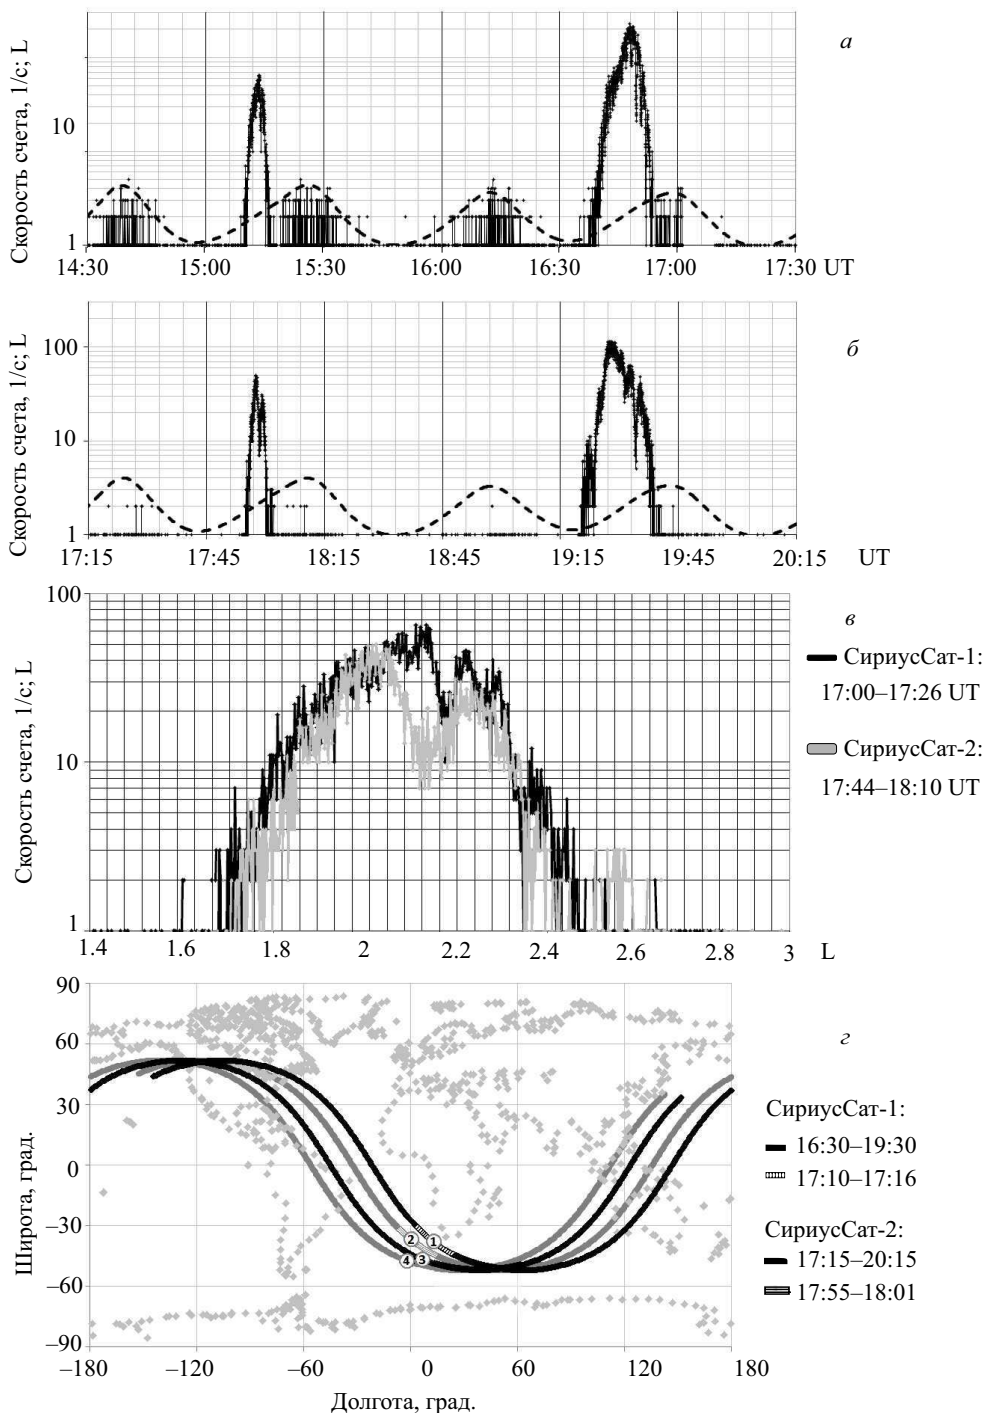 а
Скорость счета, 1/с; L
10
1
14:30 15:00 15:30 16:00 16:30 17:00 17:30 UT
б
Скорость счета, 1/с; L
100
10
1
17:15 17:45 18:15 18:45 19:15 19:45 20:15 UT
в
Скорость счета, 1/с; L
100
10
1
1.4 1.6 1.8 2 2.2 2.4 2.6 2.8 3 L
СириусСат-1:
17:00–17:26 UT
СириусСат-2:
17:44–18:10 UT
г
Широта, град.
90
60
30
0
–30
–60
–90
–180 –120 –60 0 60 120 180
Долгота, град.
1
2
3
4
СириусСат-1:
16:30–19:30
17:10–17:16
СириусСат-2:
17:15–20:15
17:55–18:01